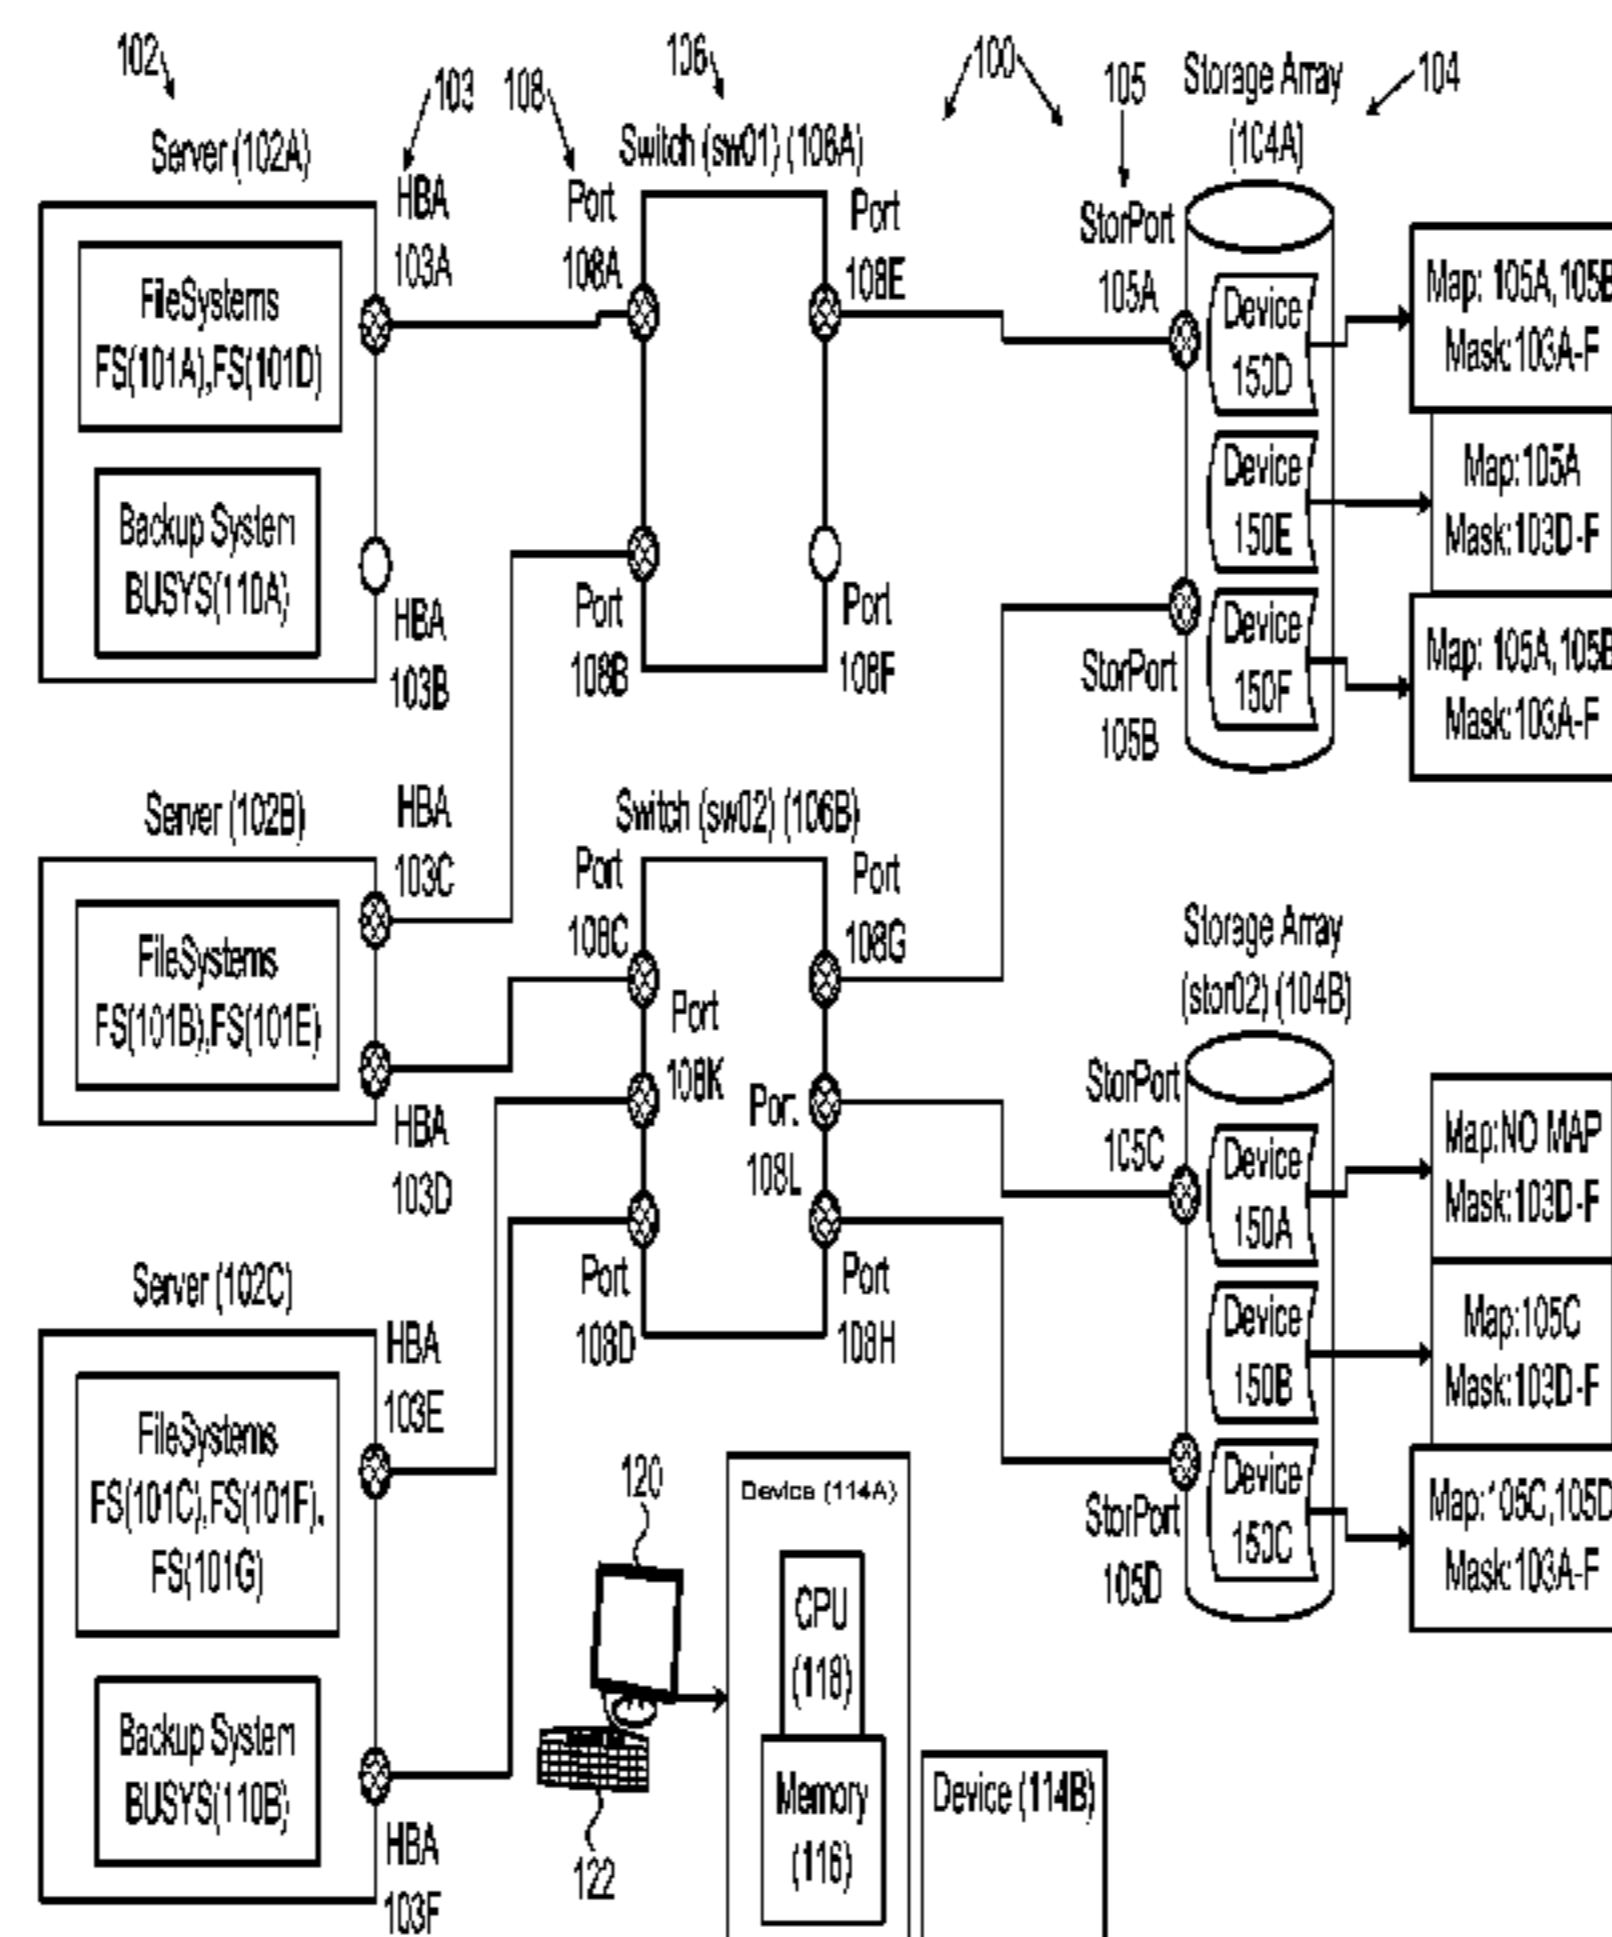 102
103
108
106
100
105
Storage Array
(104A)
104
Server (102A)
HBA
103A
Port
108A
Switch (sw01) (106A)
Port
108E
StorPort
105A
FileSystems
FS(101A),FS(101D)
Backup System
BUSYS(110A)
HBA
103B
Port
108B
Port
108F
StorPort
105B
Device
150D
Device
150E
Device
150F
Map: 105A,105B
Mask:103A-F
Map:105A
Mask:103D-F
Map: 105A,105B
Mask:103A-F
Server (102B)
HBA
103C
FileSystems
FS(101B),FS(101E)
HBA
103D
Switch (sw02) (106B)
Port
108C
Port
108G
Port
108K
Port
108L
Port
108D
Port
108H
Storage Array
(stor02) (104B)
StorPort
105C
Device
150A
Device
150B
Device
150C
StorPort
105D
Map:NO MAP
Mask:103D-F
Map:105C
Mask:103D-F
Map:105C,105D
Mask:103A-F
Server (102C)
HBA
103E
FileSystems
FS(101C),FS(101F),
FS(101G)
Backup System
BUSYS(110B)
HBA
103F
120
122
Device (114A)
CPU
(118)
Memory
(116)
Device (114B)